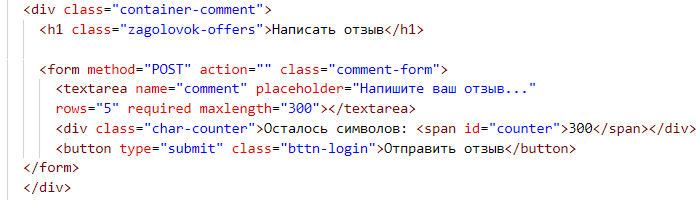 <div class="container-comment">
<h1 class="zagolovok-offers">Написать отзыв</h1>
<form method="POST" action="" class="comment-form">
<textarea name="comment" placeholder="Напишите ваш отзыв..."
rows="5" required maxlength="300"></textarea>
<div class="char-counter">Осталось символов: <span id="counter">300</span></div>
<button type="submit" class="bttn-login">Отправить отзыв</button>
</form>
</div>